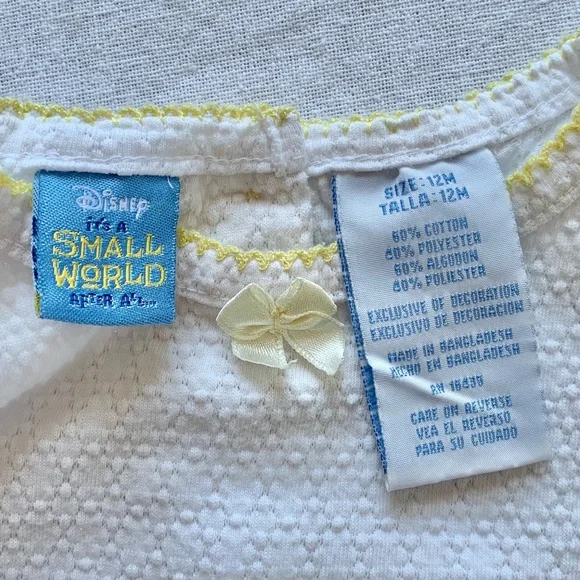 Disney
it's a
SMALL
WORLD
AFTER ALL...
SIZE: 12M
TALLA: 12M
60% COTTON
40% POLYESTER
60% ALGODON
40% POLIESTER
EXCLUSIVE OF DECORATION
EXCLUSIVO DE DECORACION
MADE IN BANGLADESH
HECHO EN BANGLADESH
RN 16439
CARE ON REVERSE
VEA EL REVERSO
PARA SU CUIDADO